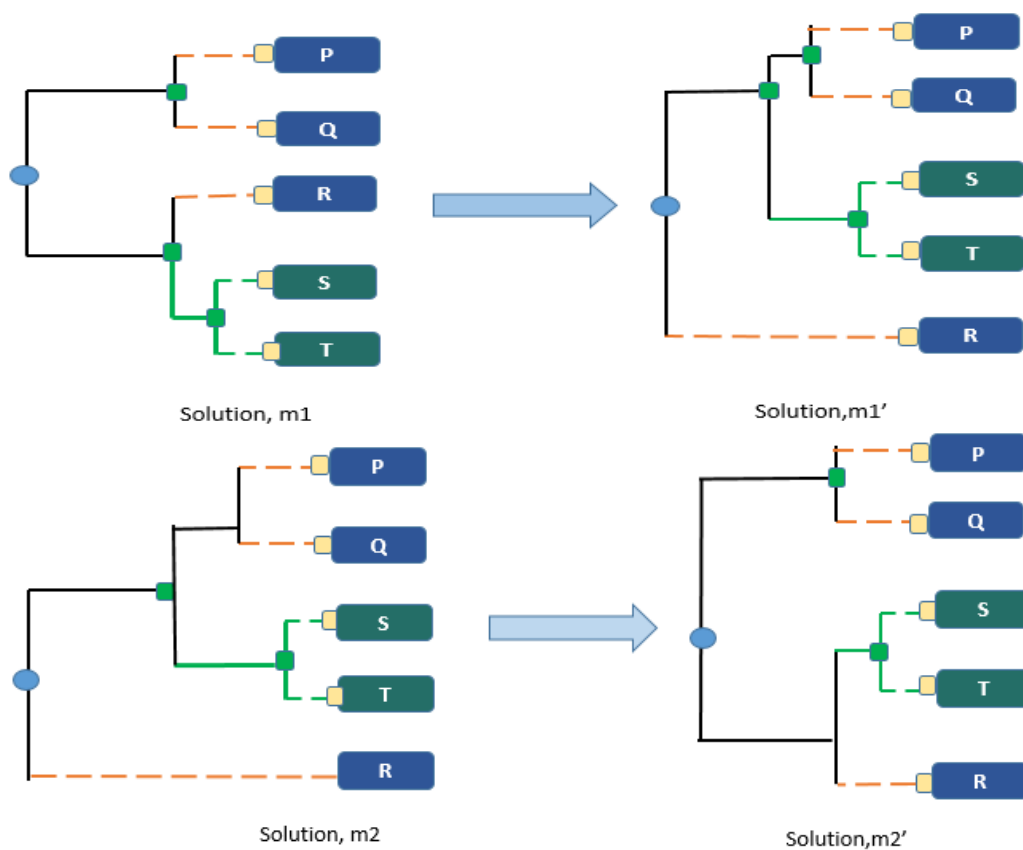 P
Q
R
S
T
Solution, m1
P
Q
S
T
R
Solution,m1’
P
Q
S
T
R
Solution, m2
P
Q
S
T
R
Solution,m2’